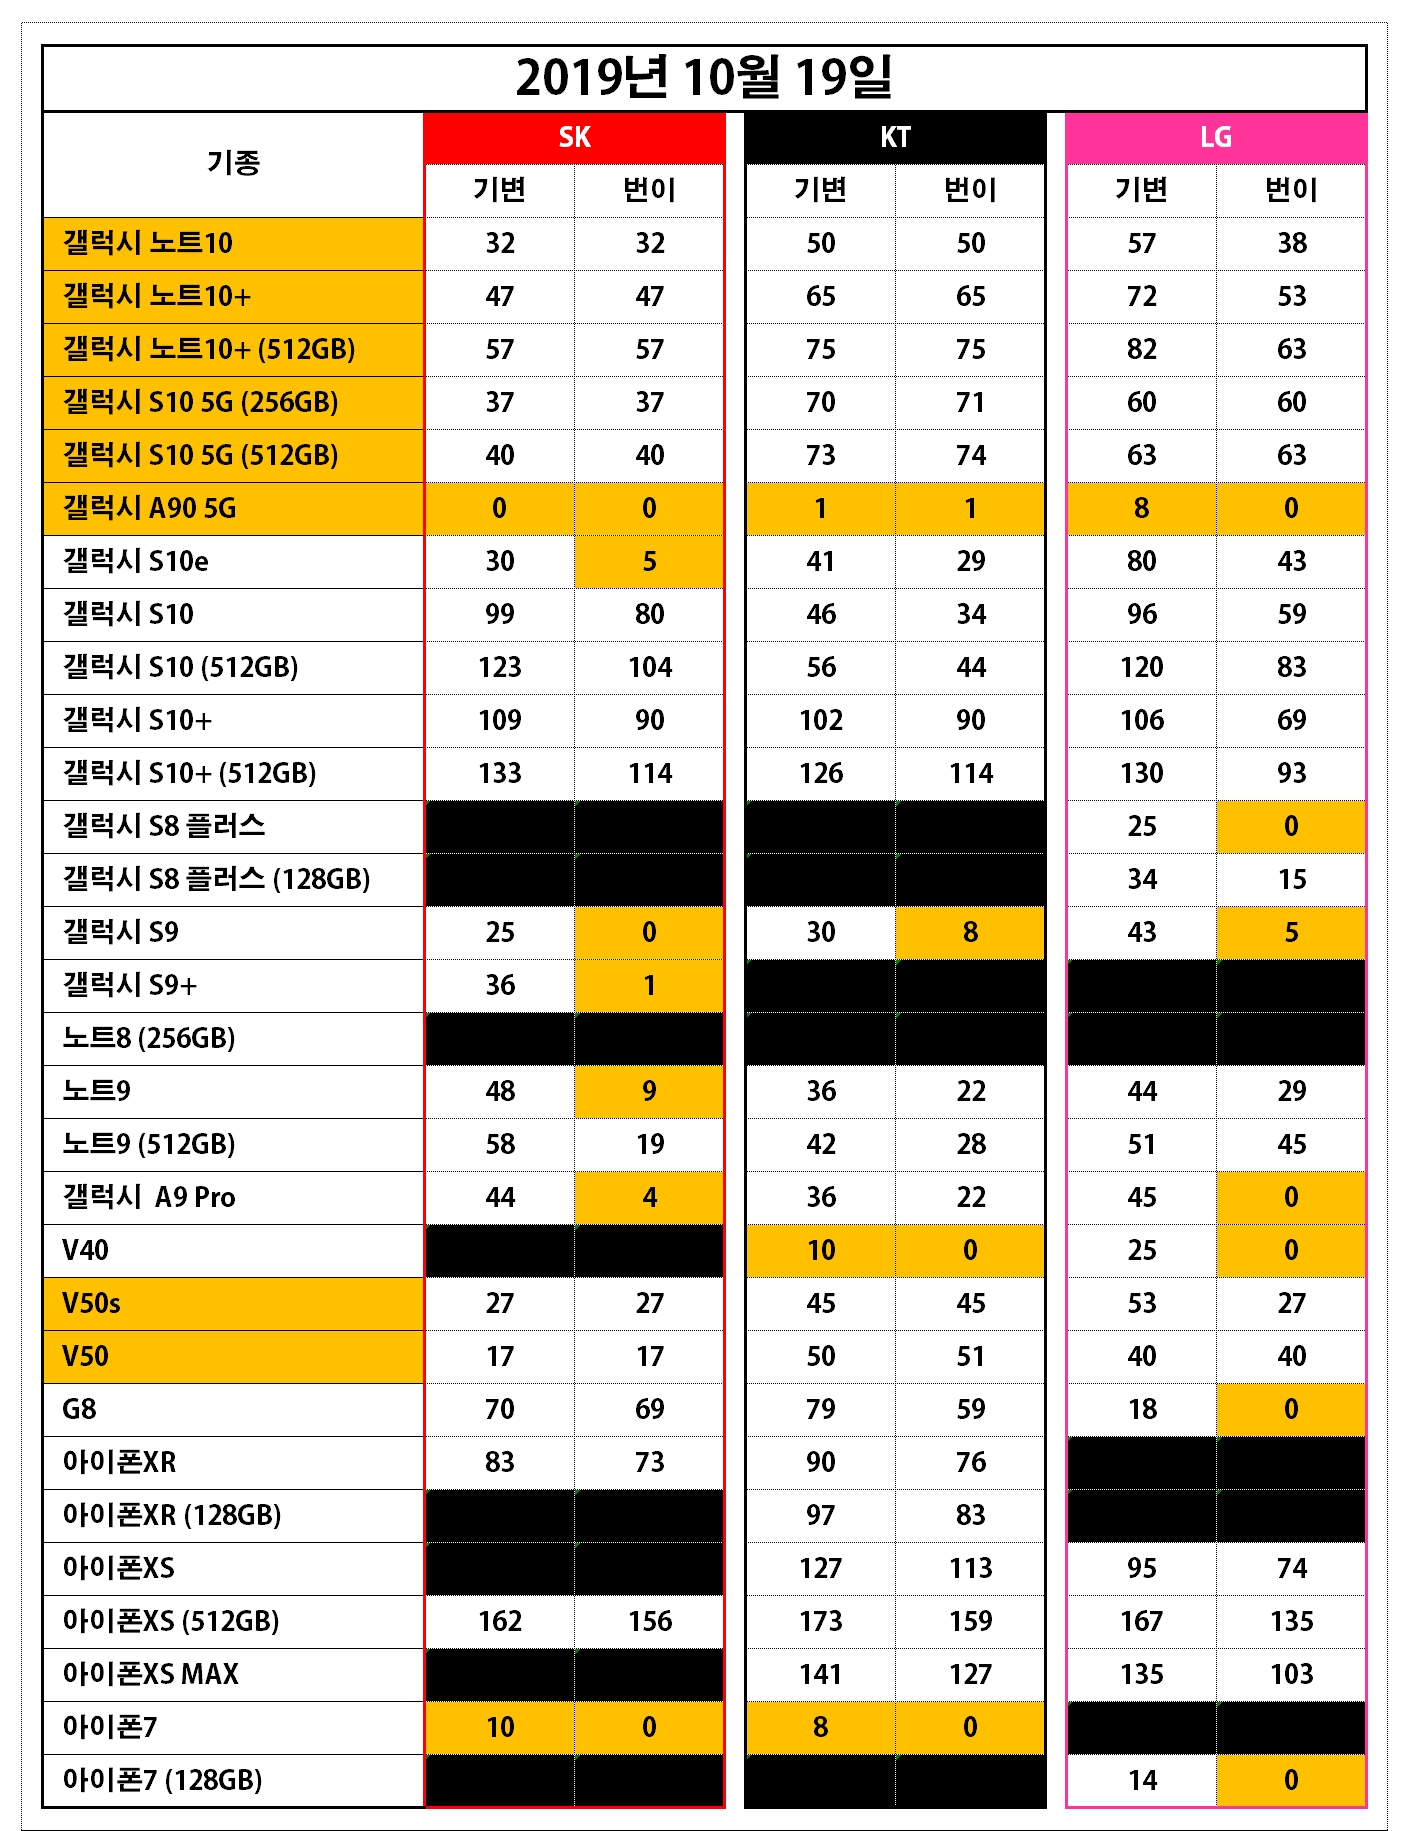 2019년 10월 19일
기종 SK KT LG
기변 번이 기변 번이 기변 번이
갤럭시 노트10 32 32 50 50 57 38
갤럭시 노트10+ 47 47 65 65 72 53
갤럭시 노트10+ (512GB) 57 57 75 75 82 63
갤럭시 S10 5G (256GB) 37 37 70 71 60 60
갤럭시 S10 5G (512GB) 40 40 73 74 63 63
갤럭시 A90 5G 0 0 1 1 8 0
갤럭시 S10e 30 5 41 29 80 43
갤럭시 S10 99 80 46 34 96 59
갤럭시 S10 (512GB) 123 104 56 44 120 83
갤럭시 S10+ 109 90 102 90 106 69
갤럭시 S10+ (512GB) 133 114 126 114 130 93
갤럭시 S8 플러스 25 0
갤럭시 S8 플러스 (128GB) 34 15
갤럭시 S9 25 0 30 8 43 5
갤럭시 S9+ 36 1
노트8 (256GB)
노트9 48 9 36 22 44 29
노트9 (512GB) 58 19 42 28 51 45
갤럭시 A9 Pro 44 4 36 22 45 0
V40 10 0 25 0
V50s 27 27 45 45 53 27
V50 17 17 50 51 40 40
G8 70 69 79 59 18 0
아이폰XR 83 73 90 76
아이폰XR (128GB) 97 83
아이폰XS 127 113 95 74
아이폰XS (512GB) 162 156 173 159 167 135
아이폰XS MAX 141 127 135 103
아이폰7 10 0 8 0
아이폰7 (128GB) 14 0